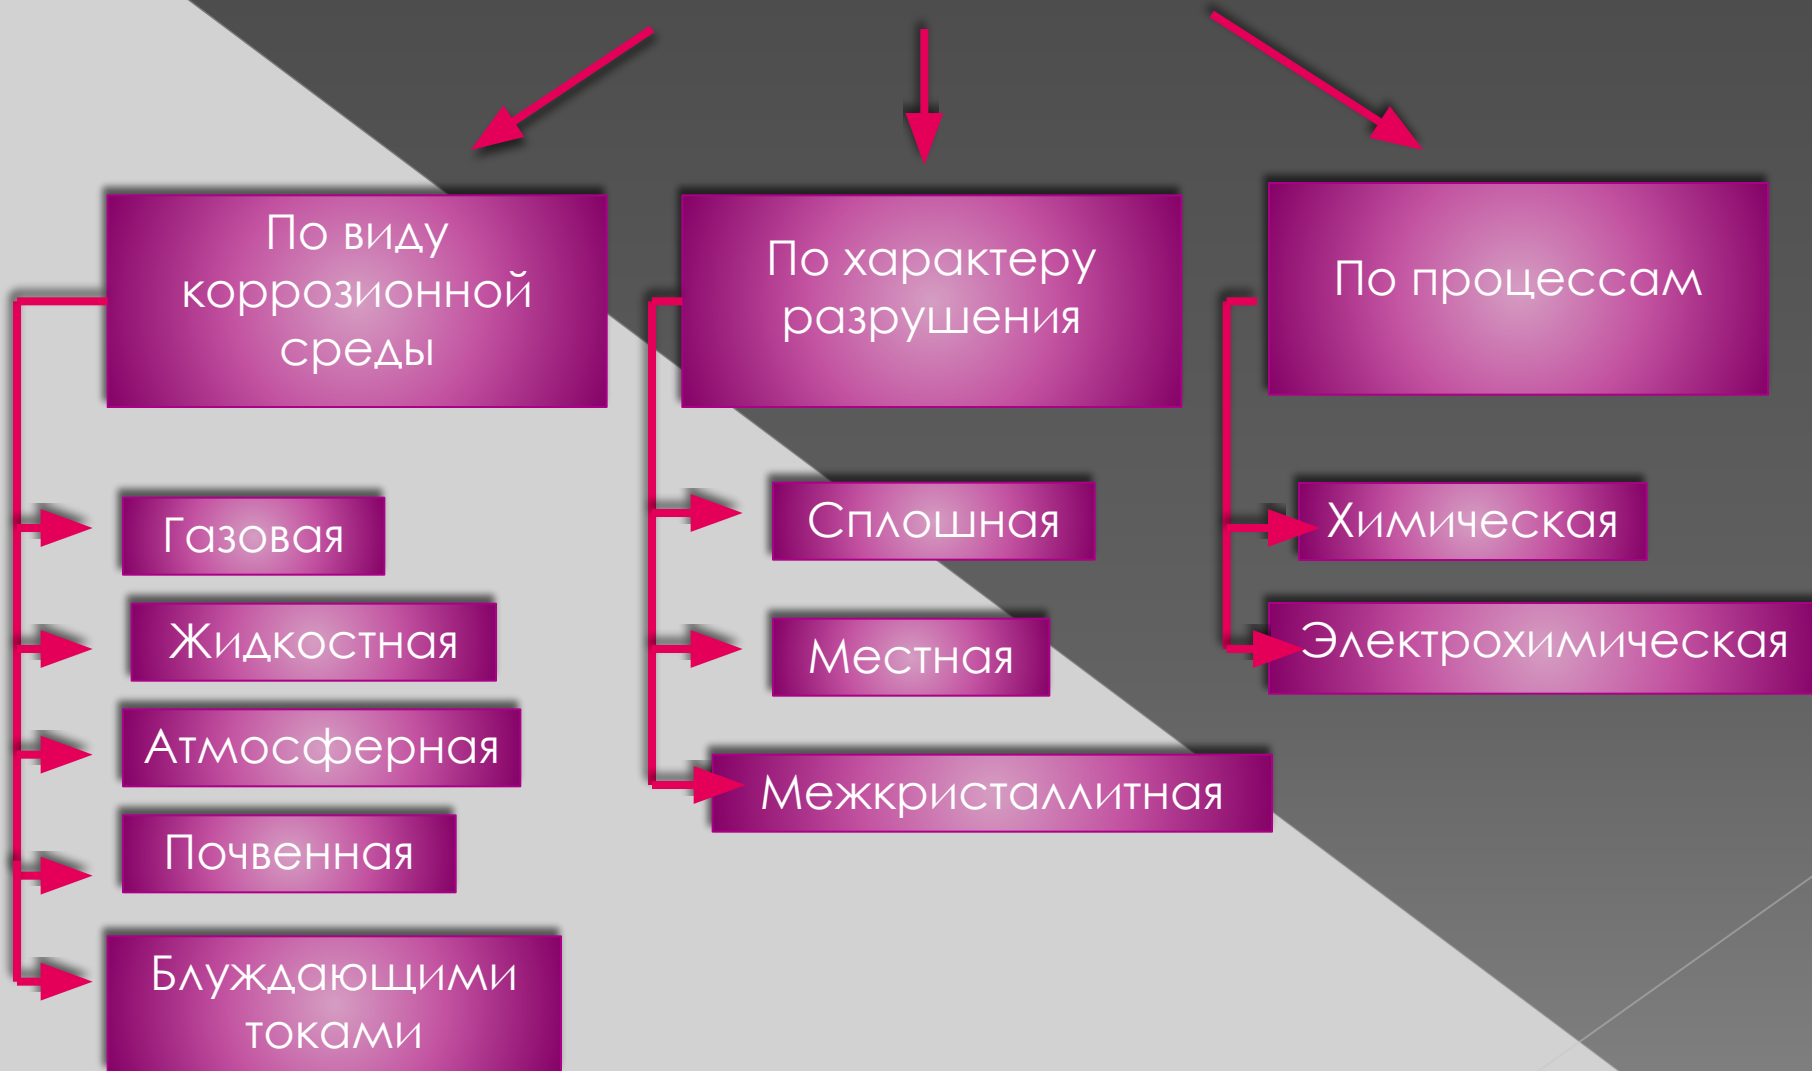 По виду
коррозионной
среды
Газовая
Жидкостная
Атмосферная
Почвенная
Блуждающими
токами
По характеру
разрушения
Сплошная
Местная
Межкристаллитная
По процессам
Химическая
Электрохимическая